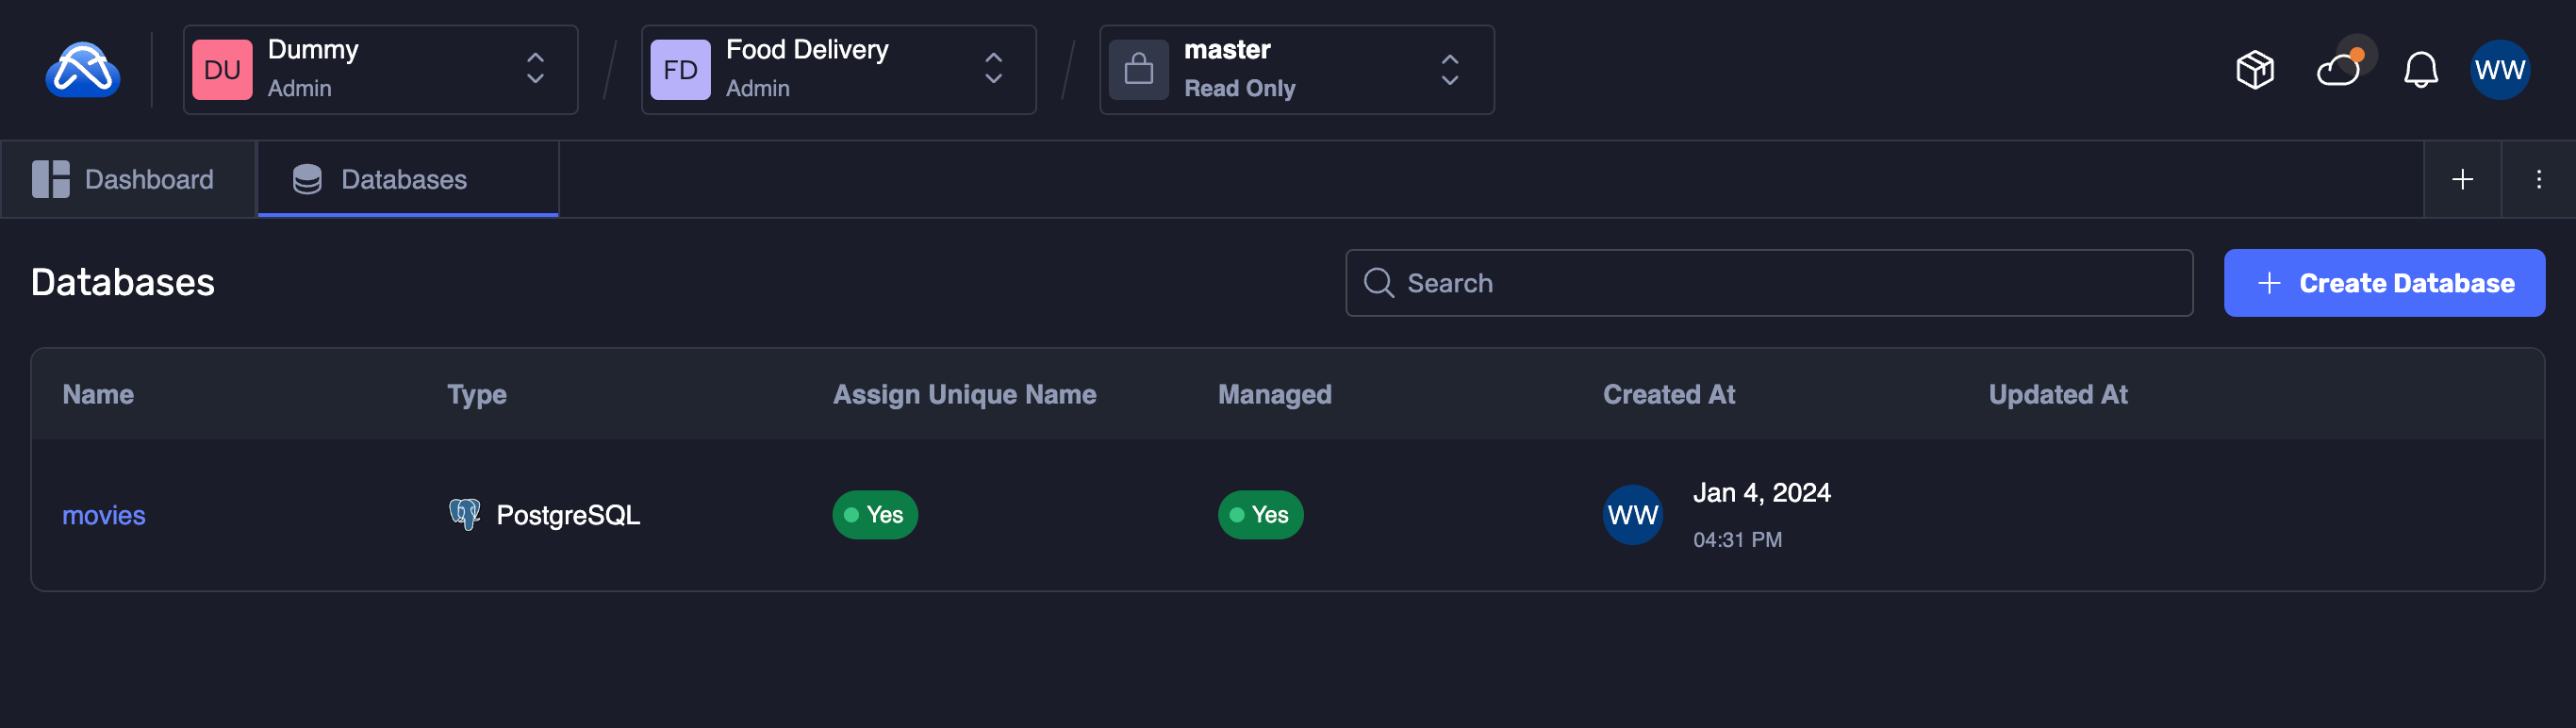 DU
Dummy
Admin
FD
Food Delivery
Admin
master
Read Only
WW
Dashboard
Databases
Databases
Search
Create Database
Name
Type
Assign Unique Name
Managed
Created At
Updated At
movies
PostgreSQL
Yes
Yes
WW
Jan 4, 2024
04:31 PM